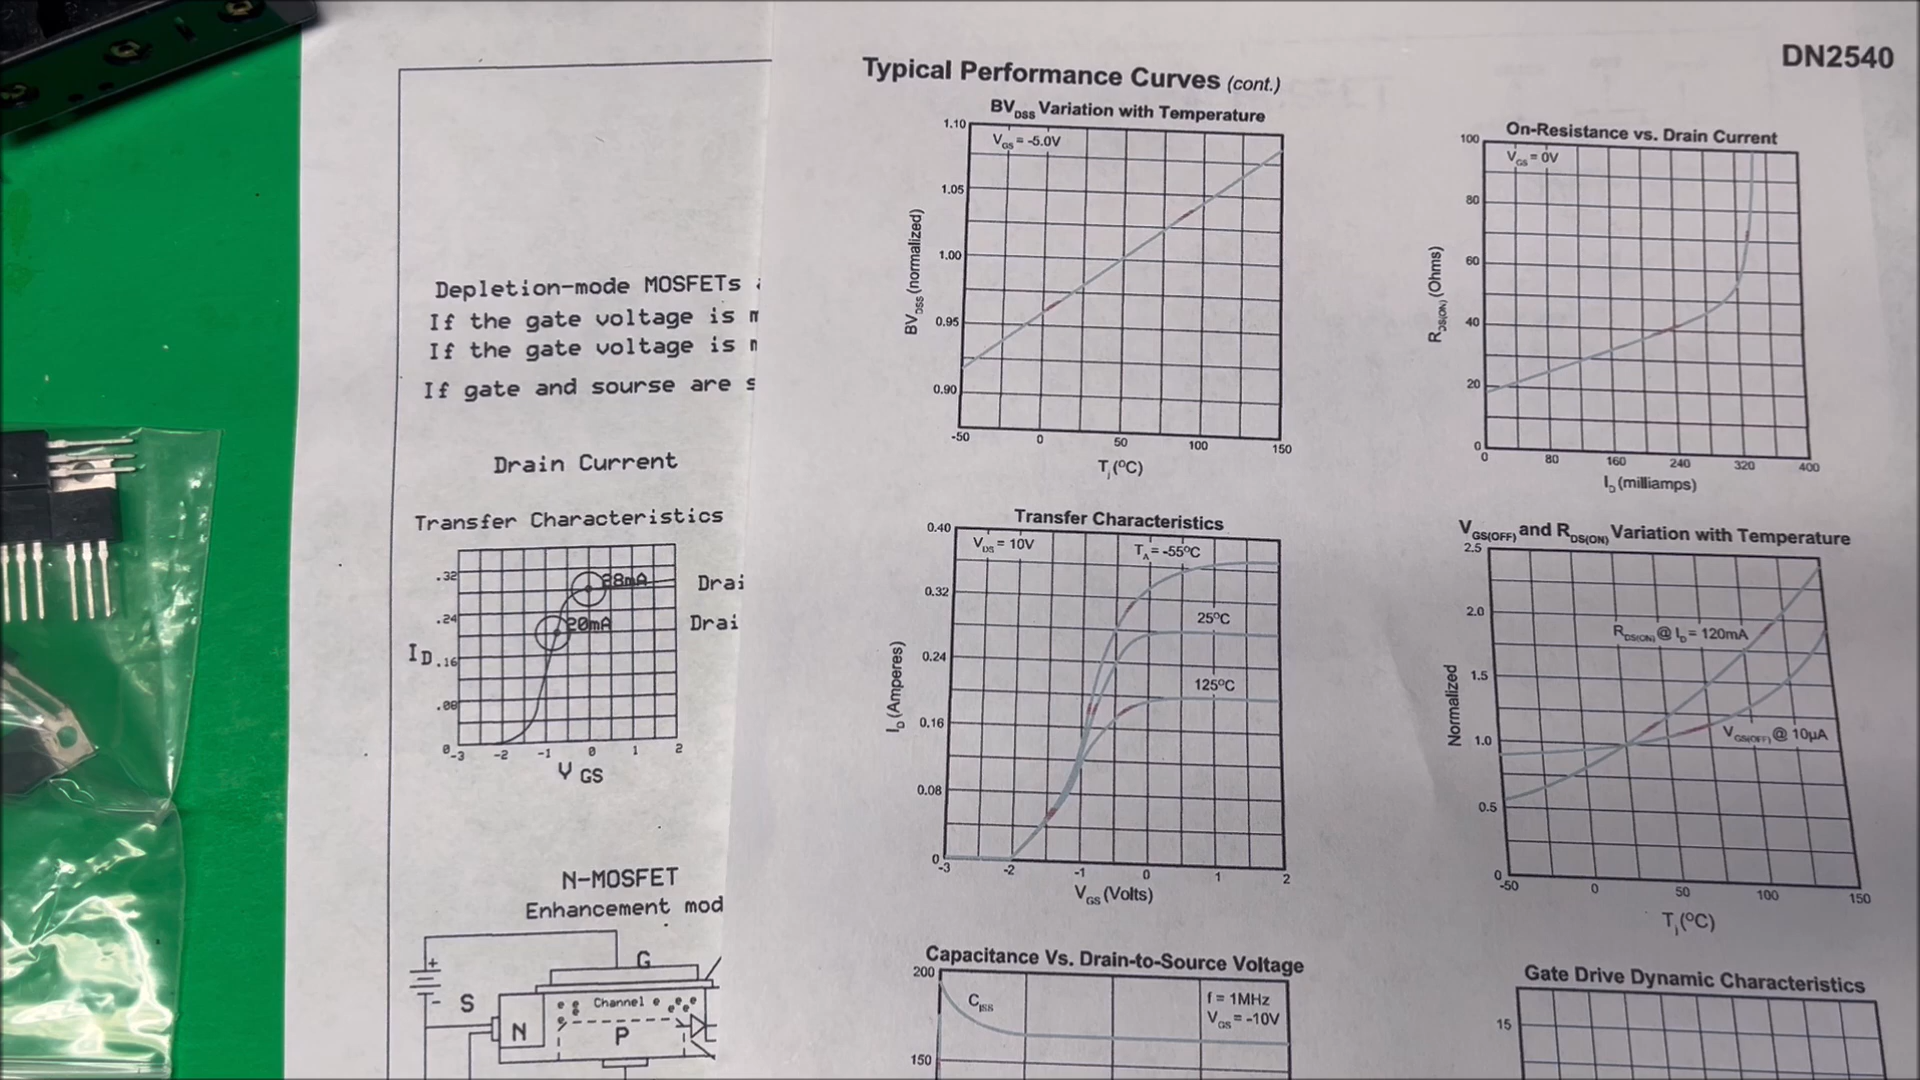 DN2540
Typical Performance Curves (cont.)
BVDSS Variation with Temperature
VGS = -5.0V
1.10
1.05
1.00
0.95
0.90
BVDSS (normalized)
-50 0 50 100 150
Tj (ºC)
On-Resistance vs. Drain Current
VGS = 0V
100
80
60
40
20
0
RDS(ON) (Ohms)
0 80 160 240 320 400
ID (milliamps)
Transfer Characteristics
VDS = 10V
TA = -55ºC
25ºC
125ºC
0.40
0.32
0.24
0.16
0.08
0
ID (Amperes)
-3 -2 -1 0 1 2
VGS (Volts)
VGS(OFF) and RDS(ON) Variation with Temperature
2.5
2.0
1.5
1.0
0.5
0
Normalized
RDS(ON) @ ID = 120mA
VGS(OFF) @ 10µA
-50 0 50 100 150
Tj (ºC)
Capacitance Vs. Drain-to-Source Voltage
200
150
CISS
f = 1MHz
VGS = -10V
Gate Drive Dynamic Characteristics
15
Depletion-mode MOSFETs
If the gate voltage is
If the gate voltage is
If gate and sourse are
Drain Current
Transfer Characteristics
.32
.24
.16
.08
0
ID
28mA
20mA
Drai
Drai
-3 -2 -1 0 1 2
V GS
N-MOSFET
Enhancement mod
G
+
-
S
Channel
N
P